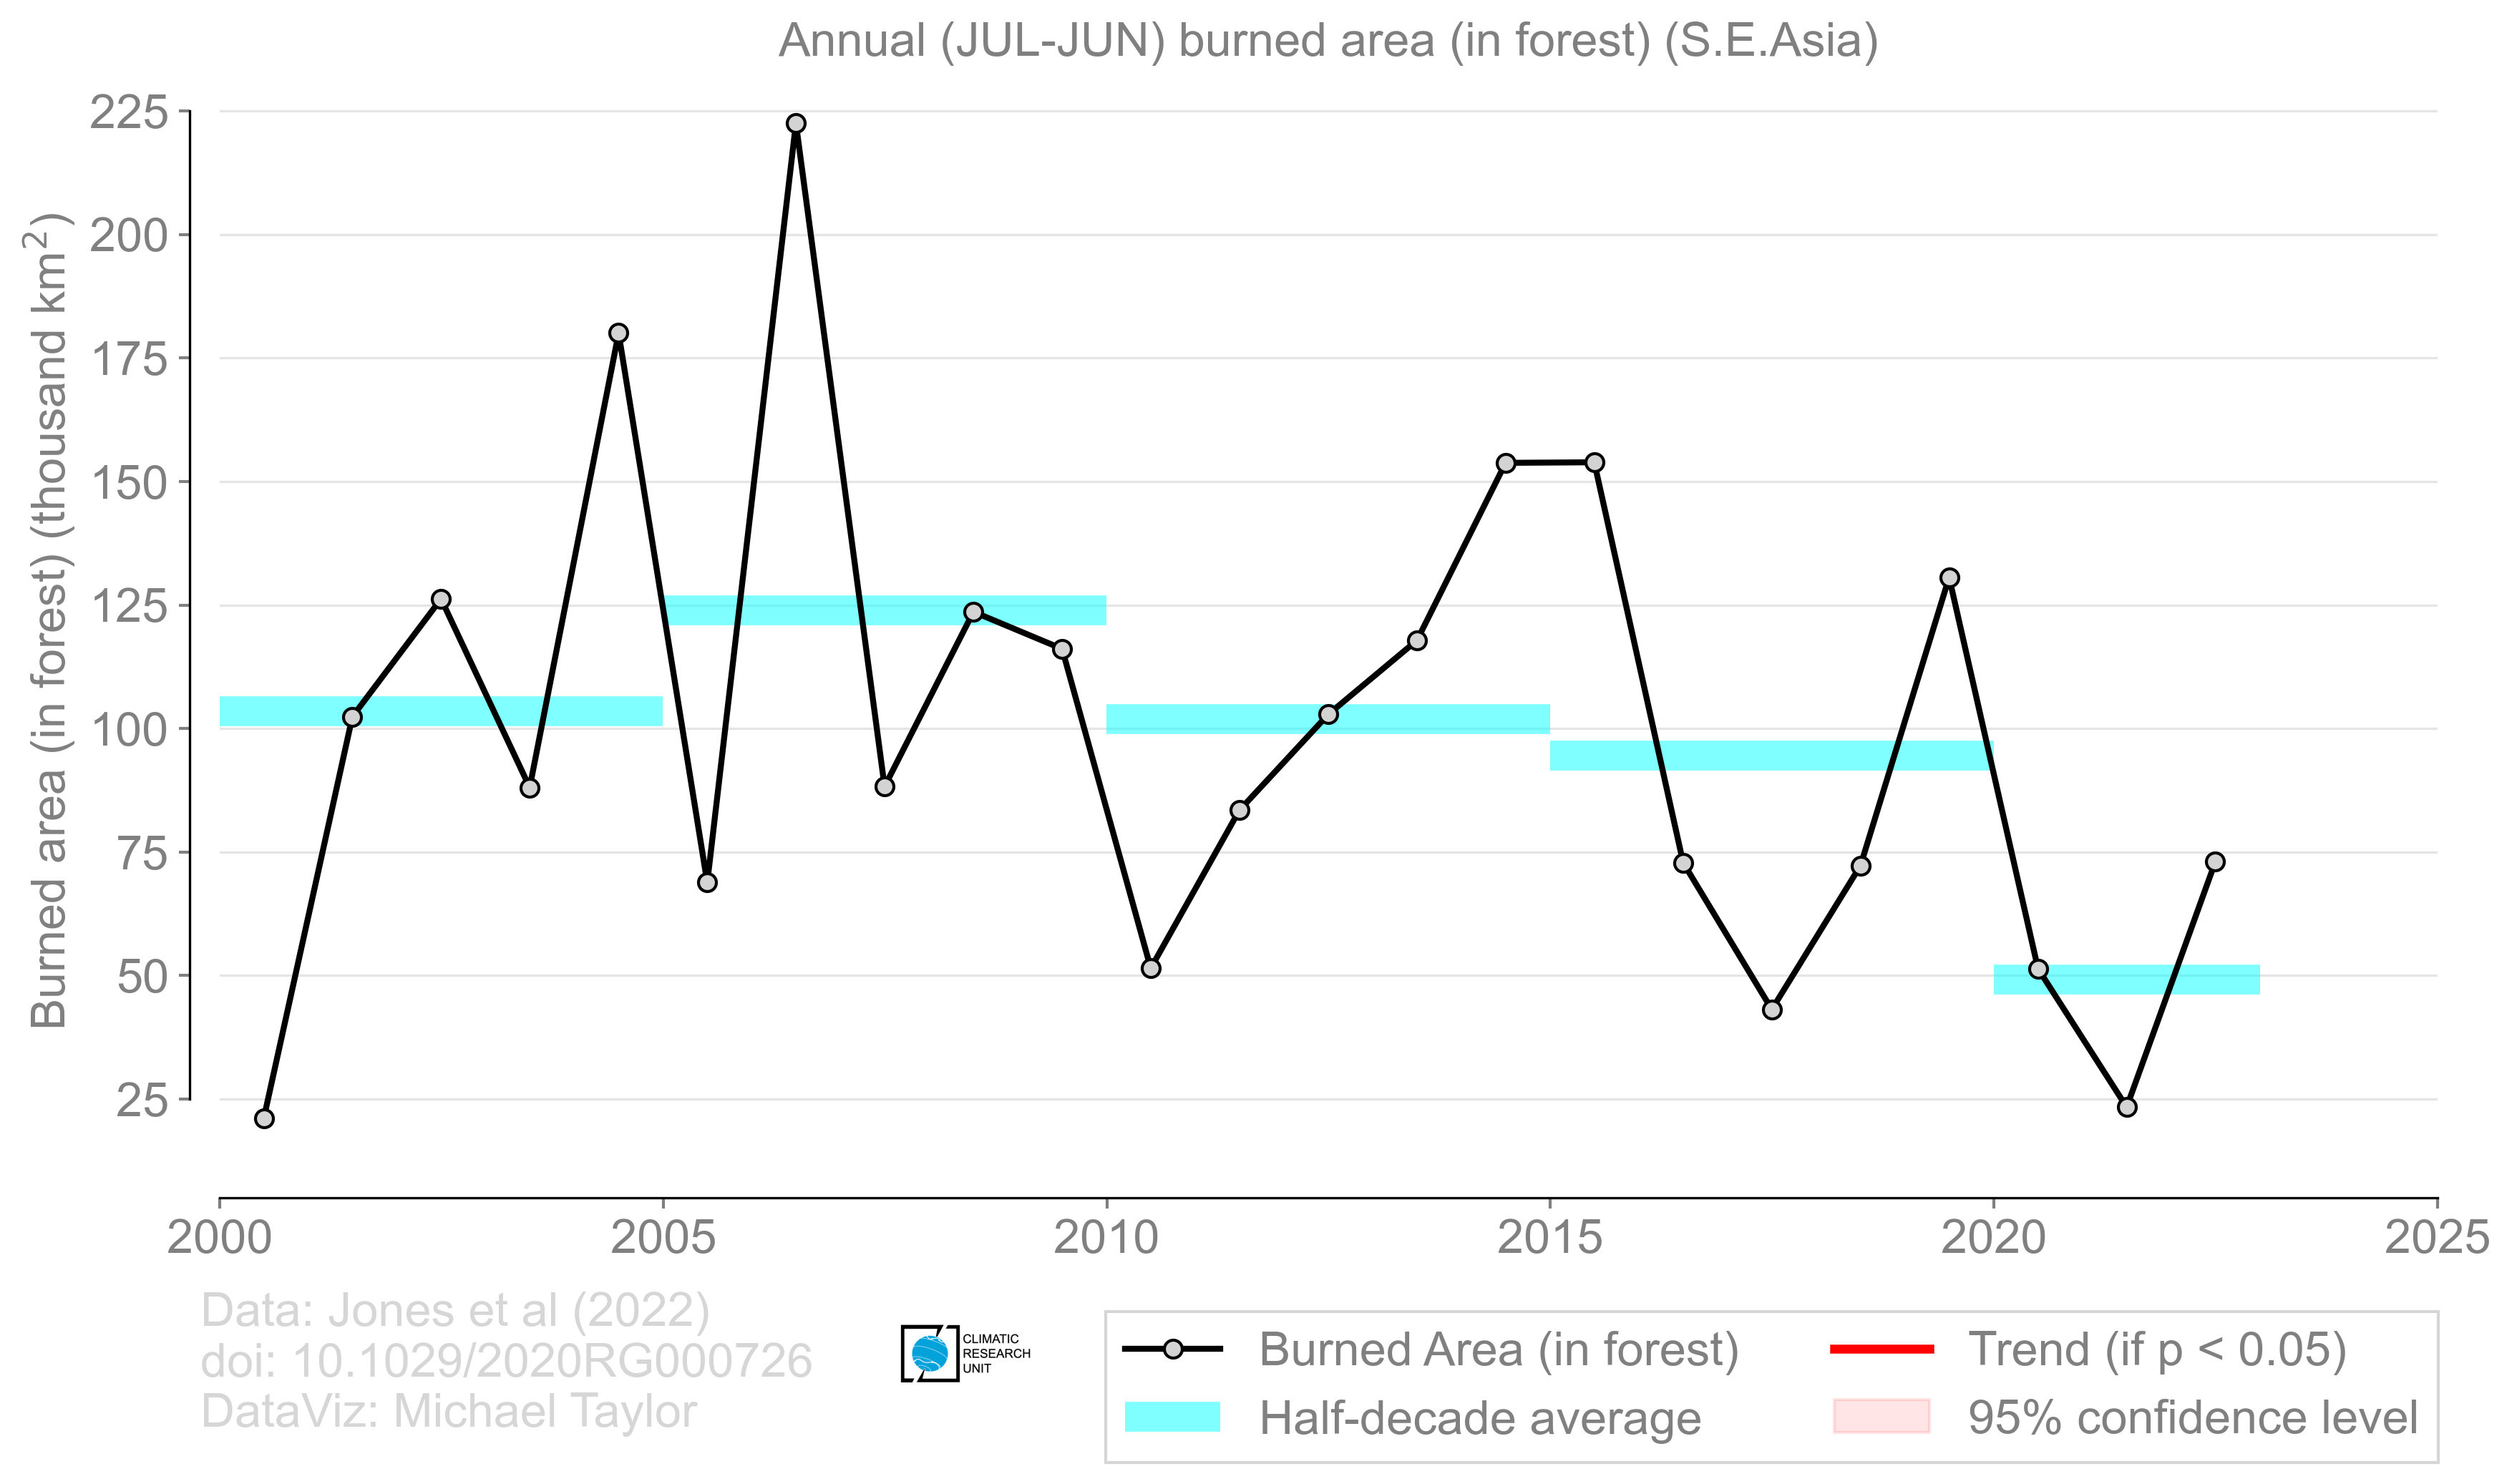 Annual (JUL-JUN) burned area (in forest) (S.E.Asia)
Burned area (in forest) (thousand km²)
225
200
175
150
125
100
75
50
25
2000 2005 2010 2015 2020 2025
Data: Jones et al (2022)
doi: 10.1029/2020RG000726
DataViz: Michael Taylor
CLIMATIC
RESEARCH
UNIT
Burned Area (in forest)
Half-decade average
Trend (if p < 0.05)
95% confidence level